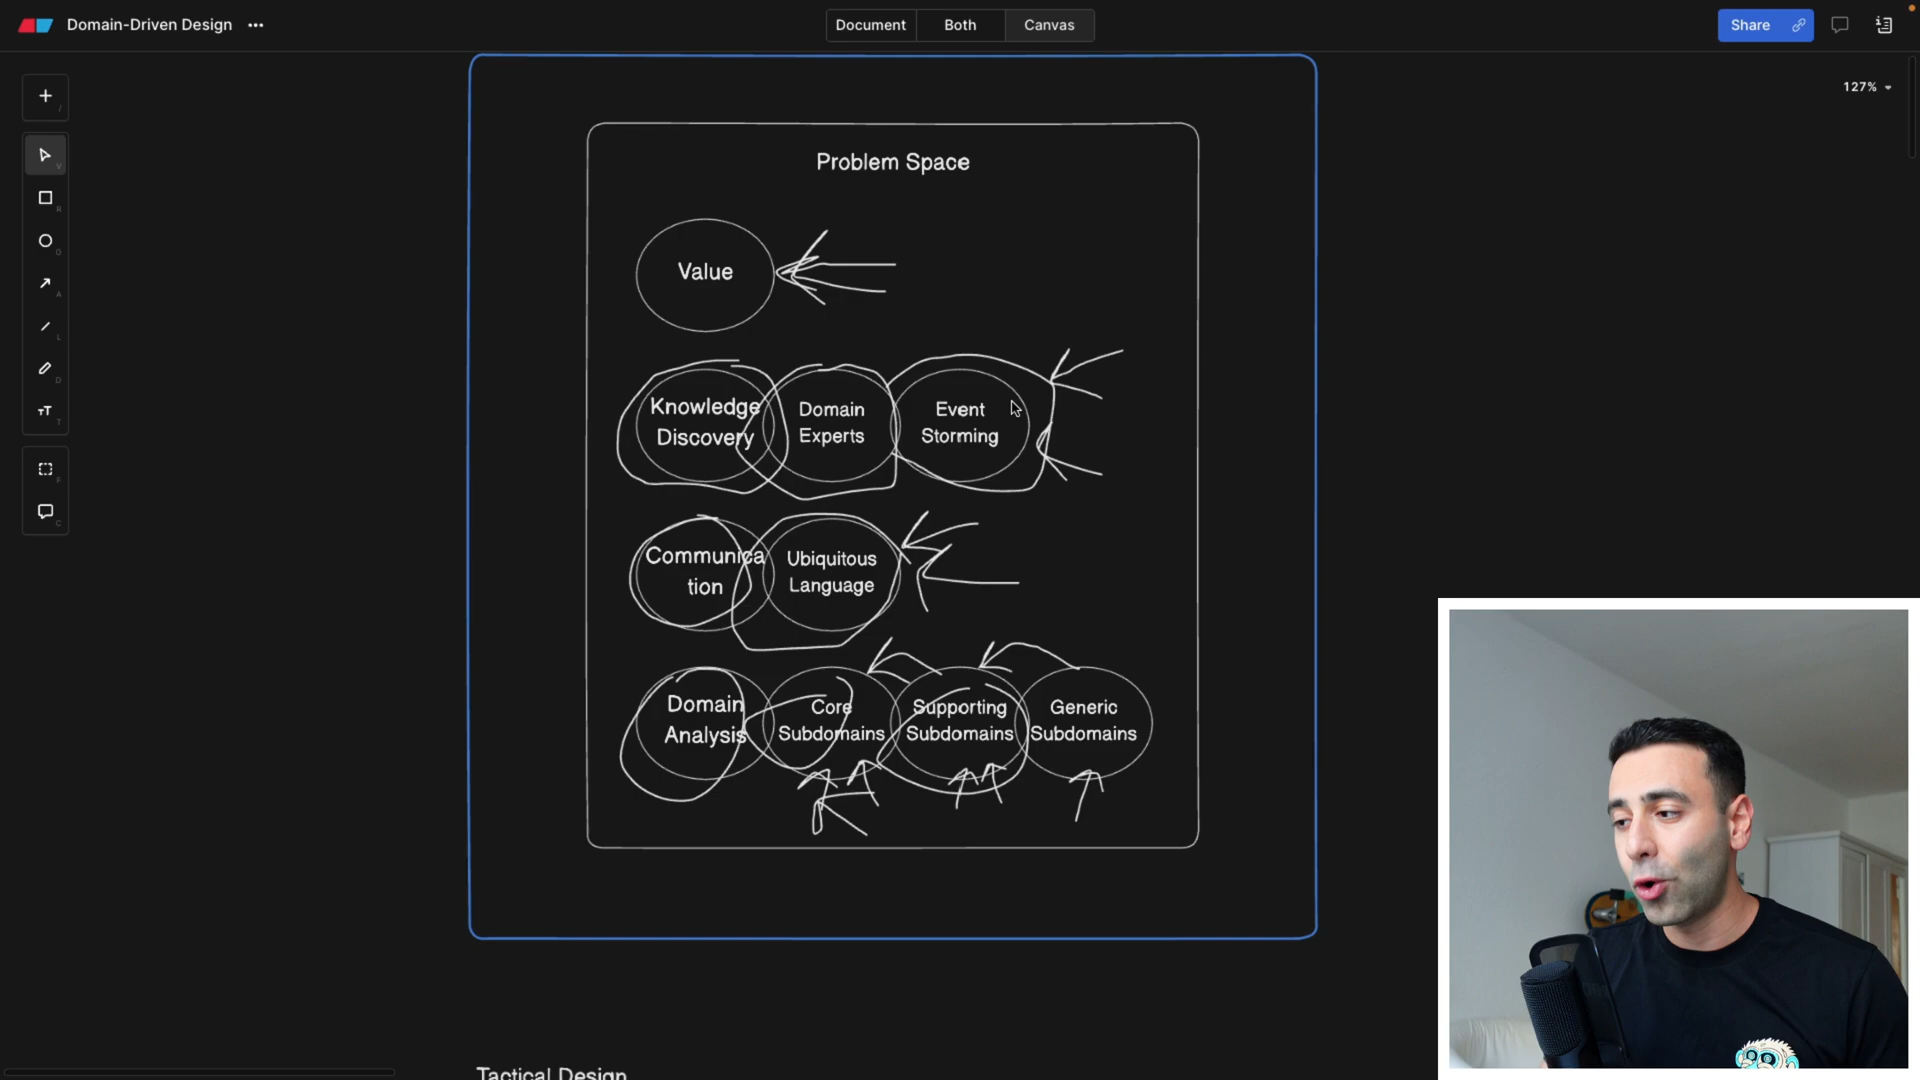 Domain-Driven Design
Document
Both
Canvas
Share
127%
Problem Space
Value
Knowledge
Discovery
Domain
Experts
Event
Storming
Communica
tion
Ubiquitous
Language
Domain
Analysis
Core
Subdomains
Supporting
Subdomains
Generic
Subdomains
Tactical Design